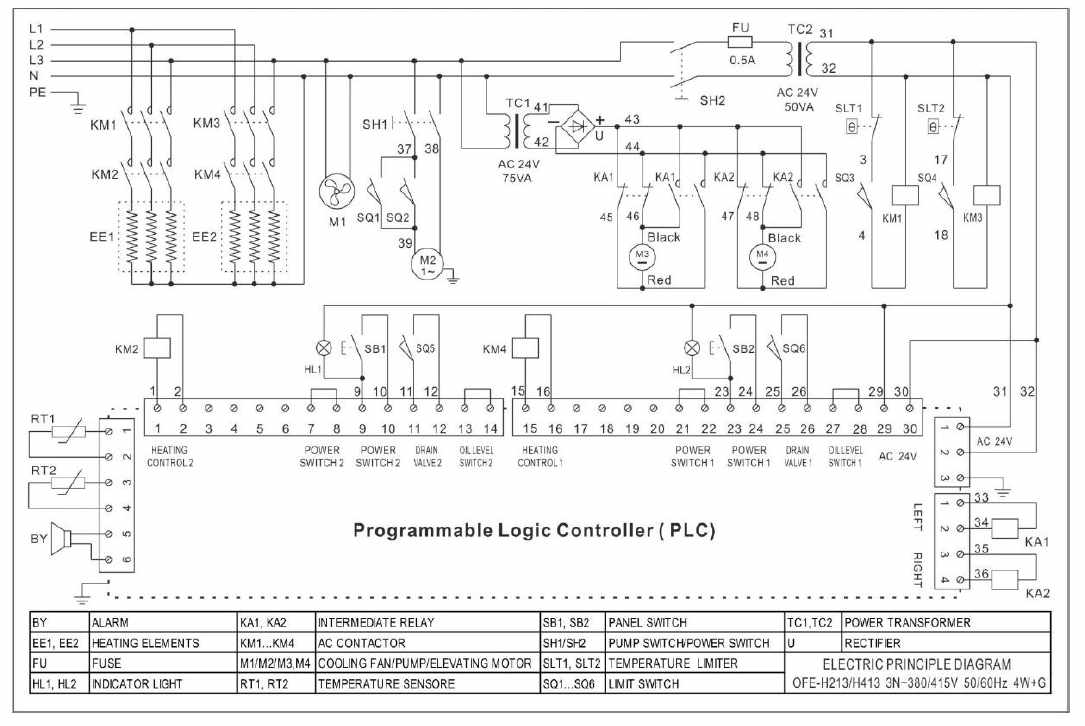 L1
L2
L3
N
PE
FU
0.5A
TC2
31
32
AC 24V
50VA
SH2
KM1
KM3
KM2
KM4
EE1
EE2
M1
SH1
37
38
SQ1
SQ2
39
M2
1~
TC1
41
42
AC 24V
75VA
− +
U
43
44
KA1
KA1
KA2
KA2
45
46
47
48
Black
Black
M3
M4
Red
Red
SLT1
SLT2
3
17
SQ3
SQ4
KM1
KM3
4
18
KM2
HL1
SB1
SQ5
KM4
HL2
SB2
SQ6
1 2 9 10 11 12 15 16 23 24 25 26 29 30 31 32
1 2 3 4 5 6 7 8 9 10 11 12 13 14
15 16 17 18 19 20 21 22 23 24 25 26 27 28 29 30
HEATING
CONTROL 2
POWER
SWITCH 2
POWER
SWITCH 2
DRAIN
VALVE 2
OIL LEVEL
SWITCH 2
HEATING
CONTROL 1
POWER
SWITCH 1
POWER
SWITCH 1
DRAIN
VALVE 1
OIL LEVEL
SWITCH 1
AC 24V
RT1
RT2
BY
1
2
3
4
5
6
1
2
3
AC 24V
LEFT
RIGHT
1
2
3
4
33
34
35
36
KA1
KA2
Programmable Logic Controller ( PLC)
BY ALARM KA1, KA2 INTERMEDIATE RELAY SB1, SB2 PANEL SWITCH TC1,TC2 POWER TRANSFORMER
EE1, EE2 HEATING ELEMENTS KM1...KM4 AC CONTACTOR SH1/SH2 PUMP SWITCH/POWER SWITCH U RECTIFIER
FU FUSE M1/M2/M3,M4 COOLING FAN/PUMP/ELEVATING MOTOR SLT1, SLT2 TEMPERATURE LIMITER ELECTRIC PRINCIPLE DIAGRAM
HL1, HL2 INDICATOR LIGHT RT1, RT2 TEMPERATURE SENSORE SQ1...SQ6 LIMIT SWITCH OFE-H213/H413 3N~380/415V 50/60Hz 4W+G